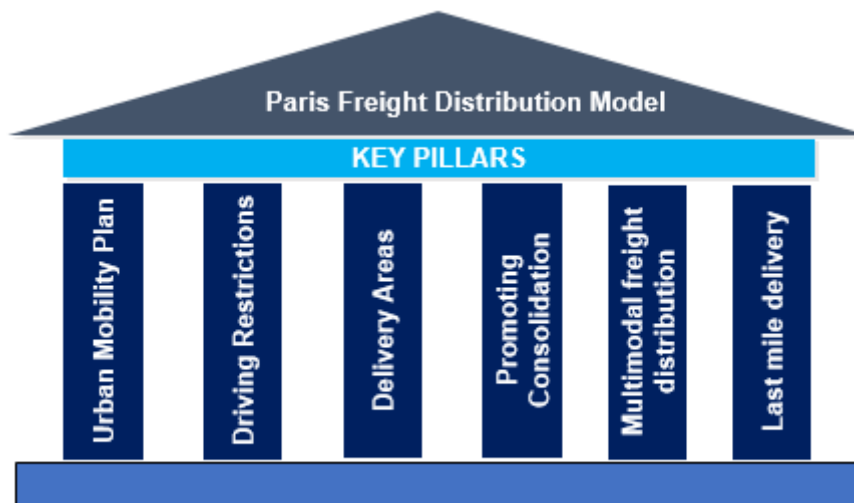 Paris Freight Distribution Model
KEY PILLARS
Urban Mobility Plan
Driving Restrictions
Delivery Areas
Promoting
Consolidation
Multimodal freight
distribution
Last mile delivery